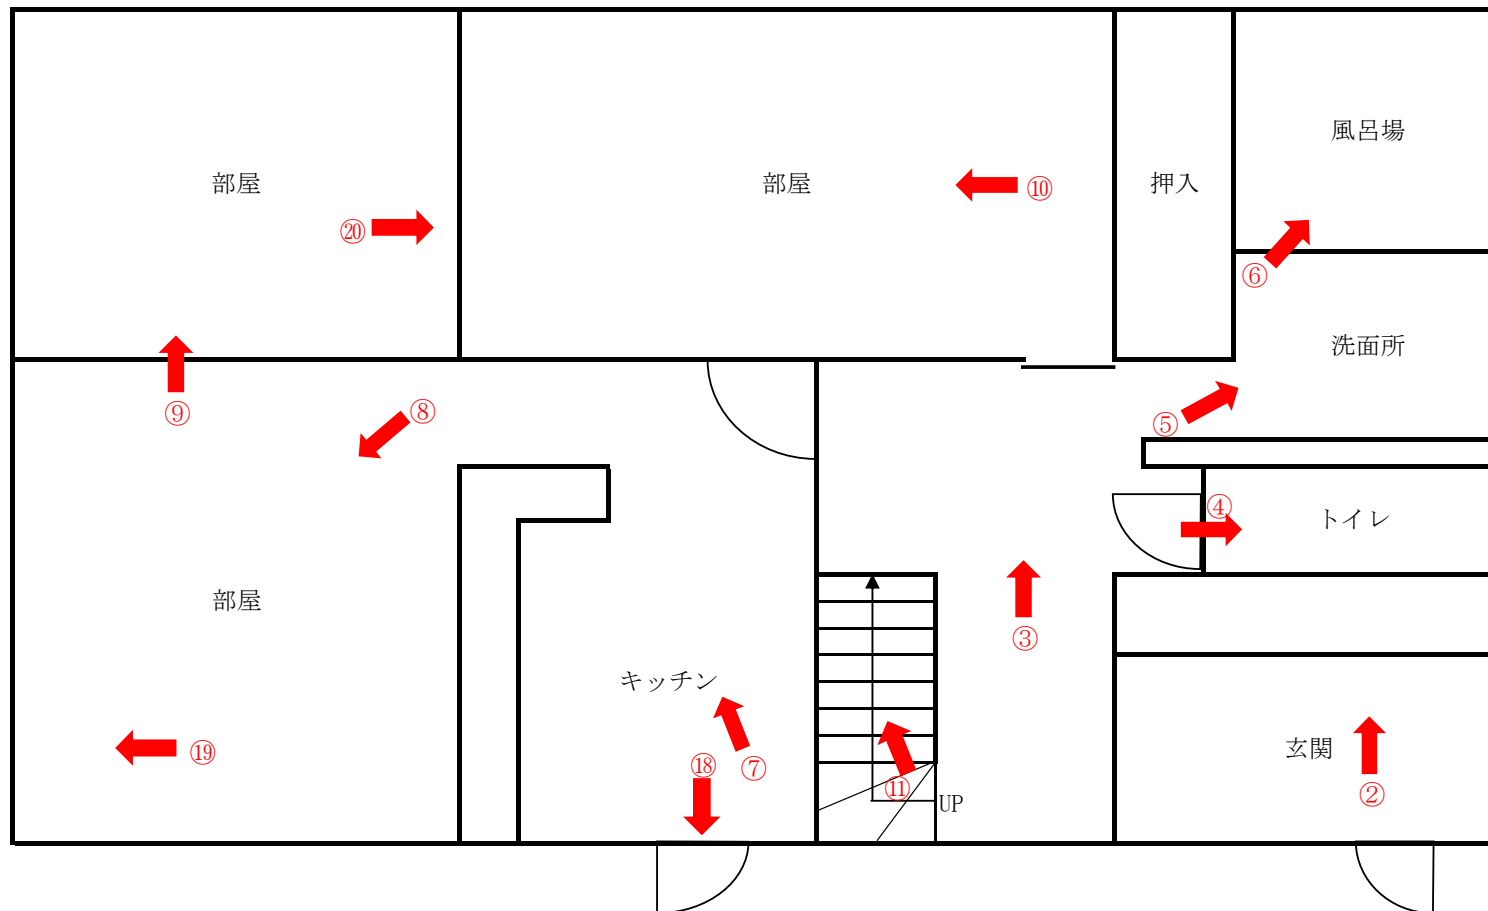 風呂場
部屋
部屋
⑩
押入
⑳
⑥
洗面所
⑨
⑧
⑤
④
トイレ
部屋
③
キッチン
⑲
⑱
⑦
⑪
UP
玄関
②